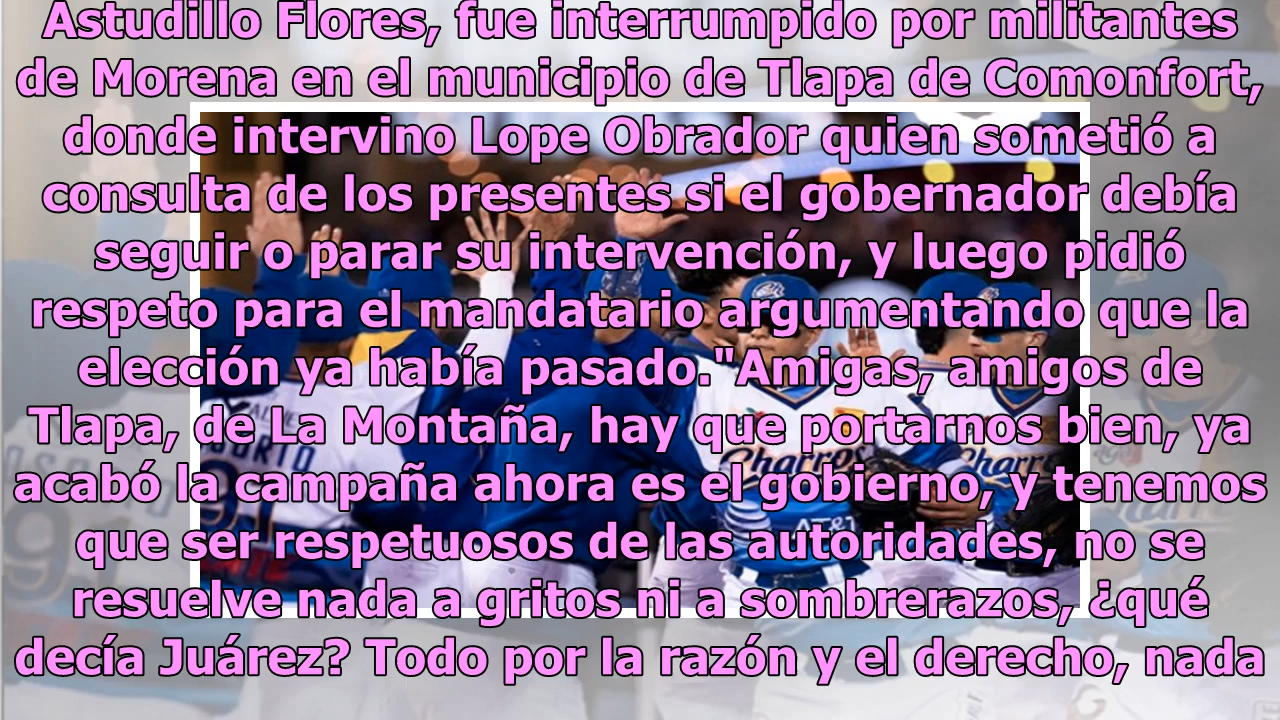 Astudillo Flores, fue interrumpido por militantes
de Morena en el municipio de Tlapa de Comonfort,
donde intervino Lope Obrador quien sometió a
consulta de los presentes si el gobernador debía
seguir o parar su intervención, y luego pidió
respeto para el mandatario argumentando que la
elección ya había pasado."Amigas, amigos de
Tlapa, de La Montaña, hay que portarnos bien, ya
acabó la campaña ahora es el gobierno, y tenemos
que ser respetuosos de las autoridades, no se
resuelve nada a gritos ni a sombrerazos, ¿qué
decía Juárez? Todo por la razón y el derecho, nada
Charros
Charros
AT&T